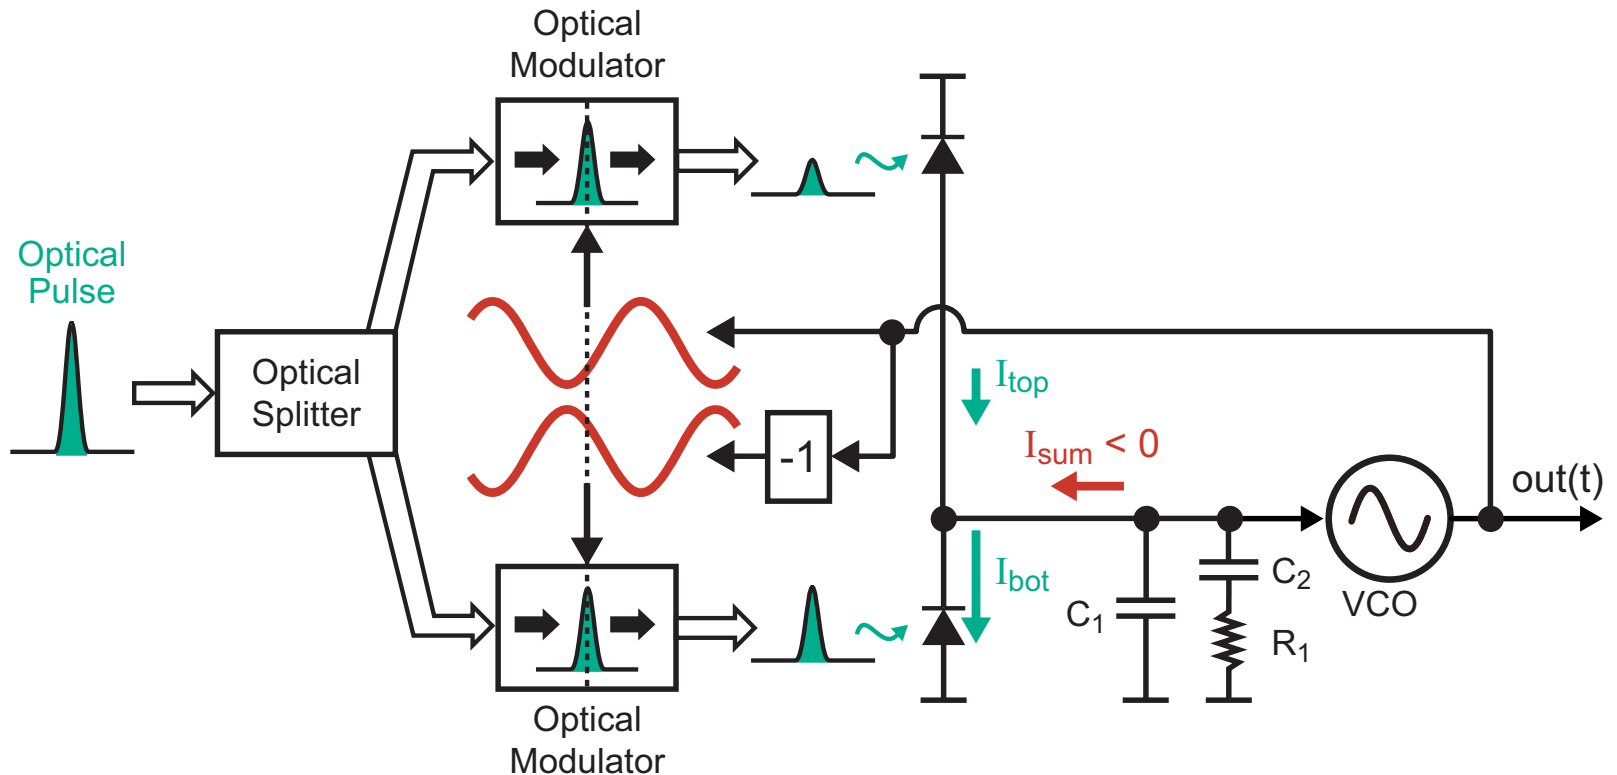 Optical
Modulator
Optical
Pulse
Optical
Splitter
-1
Itop
Isum < 0
Ibot
out(t)
C1
C2
R1
VCO
Optical
Modulator